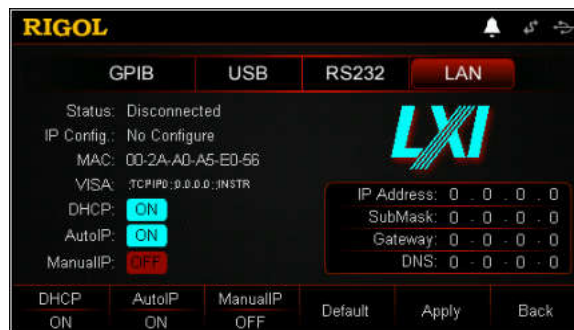 RIGOL
GPIB USB RS232 LAN
Status: Disconnected
IP Config.: No Configure
MAC: 00-2A-A0-A5-E0-56
VISA: :TCPIP0::0.0.0.0::INSTR
DHCP: ON
AutoIP: ON
ManualIP: OFF
LXI
IP Address: 0 . 0 . 0 . 0
SubMask: 0 . 0 . 0 . 0
Gateway: 0 . 0 . 0 . 0
DNS: 0 . 0 . 0 . 0
DHCP AutoIP ManualIP Default Apply Back
ON ON OFF